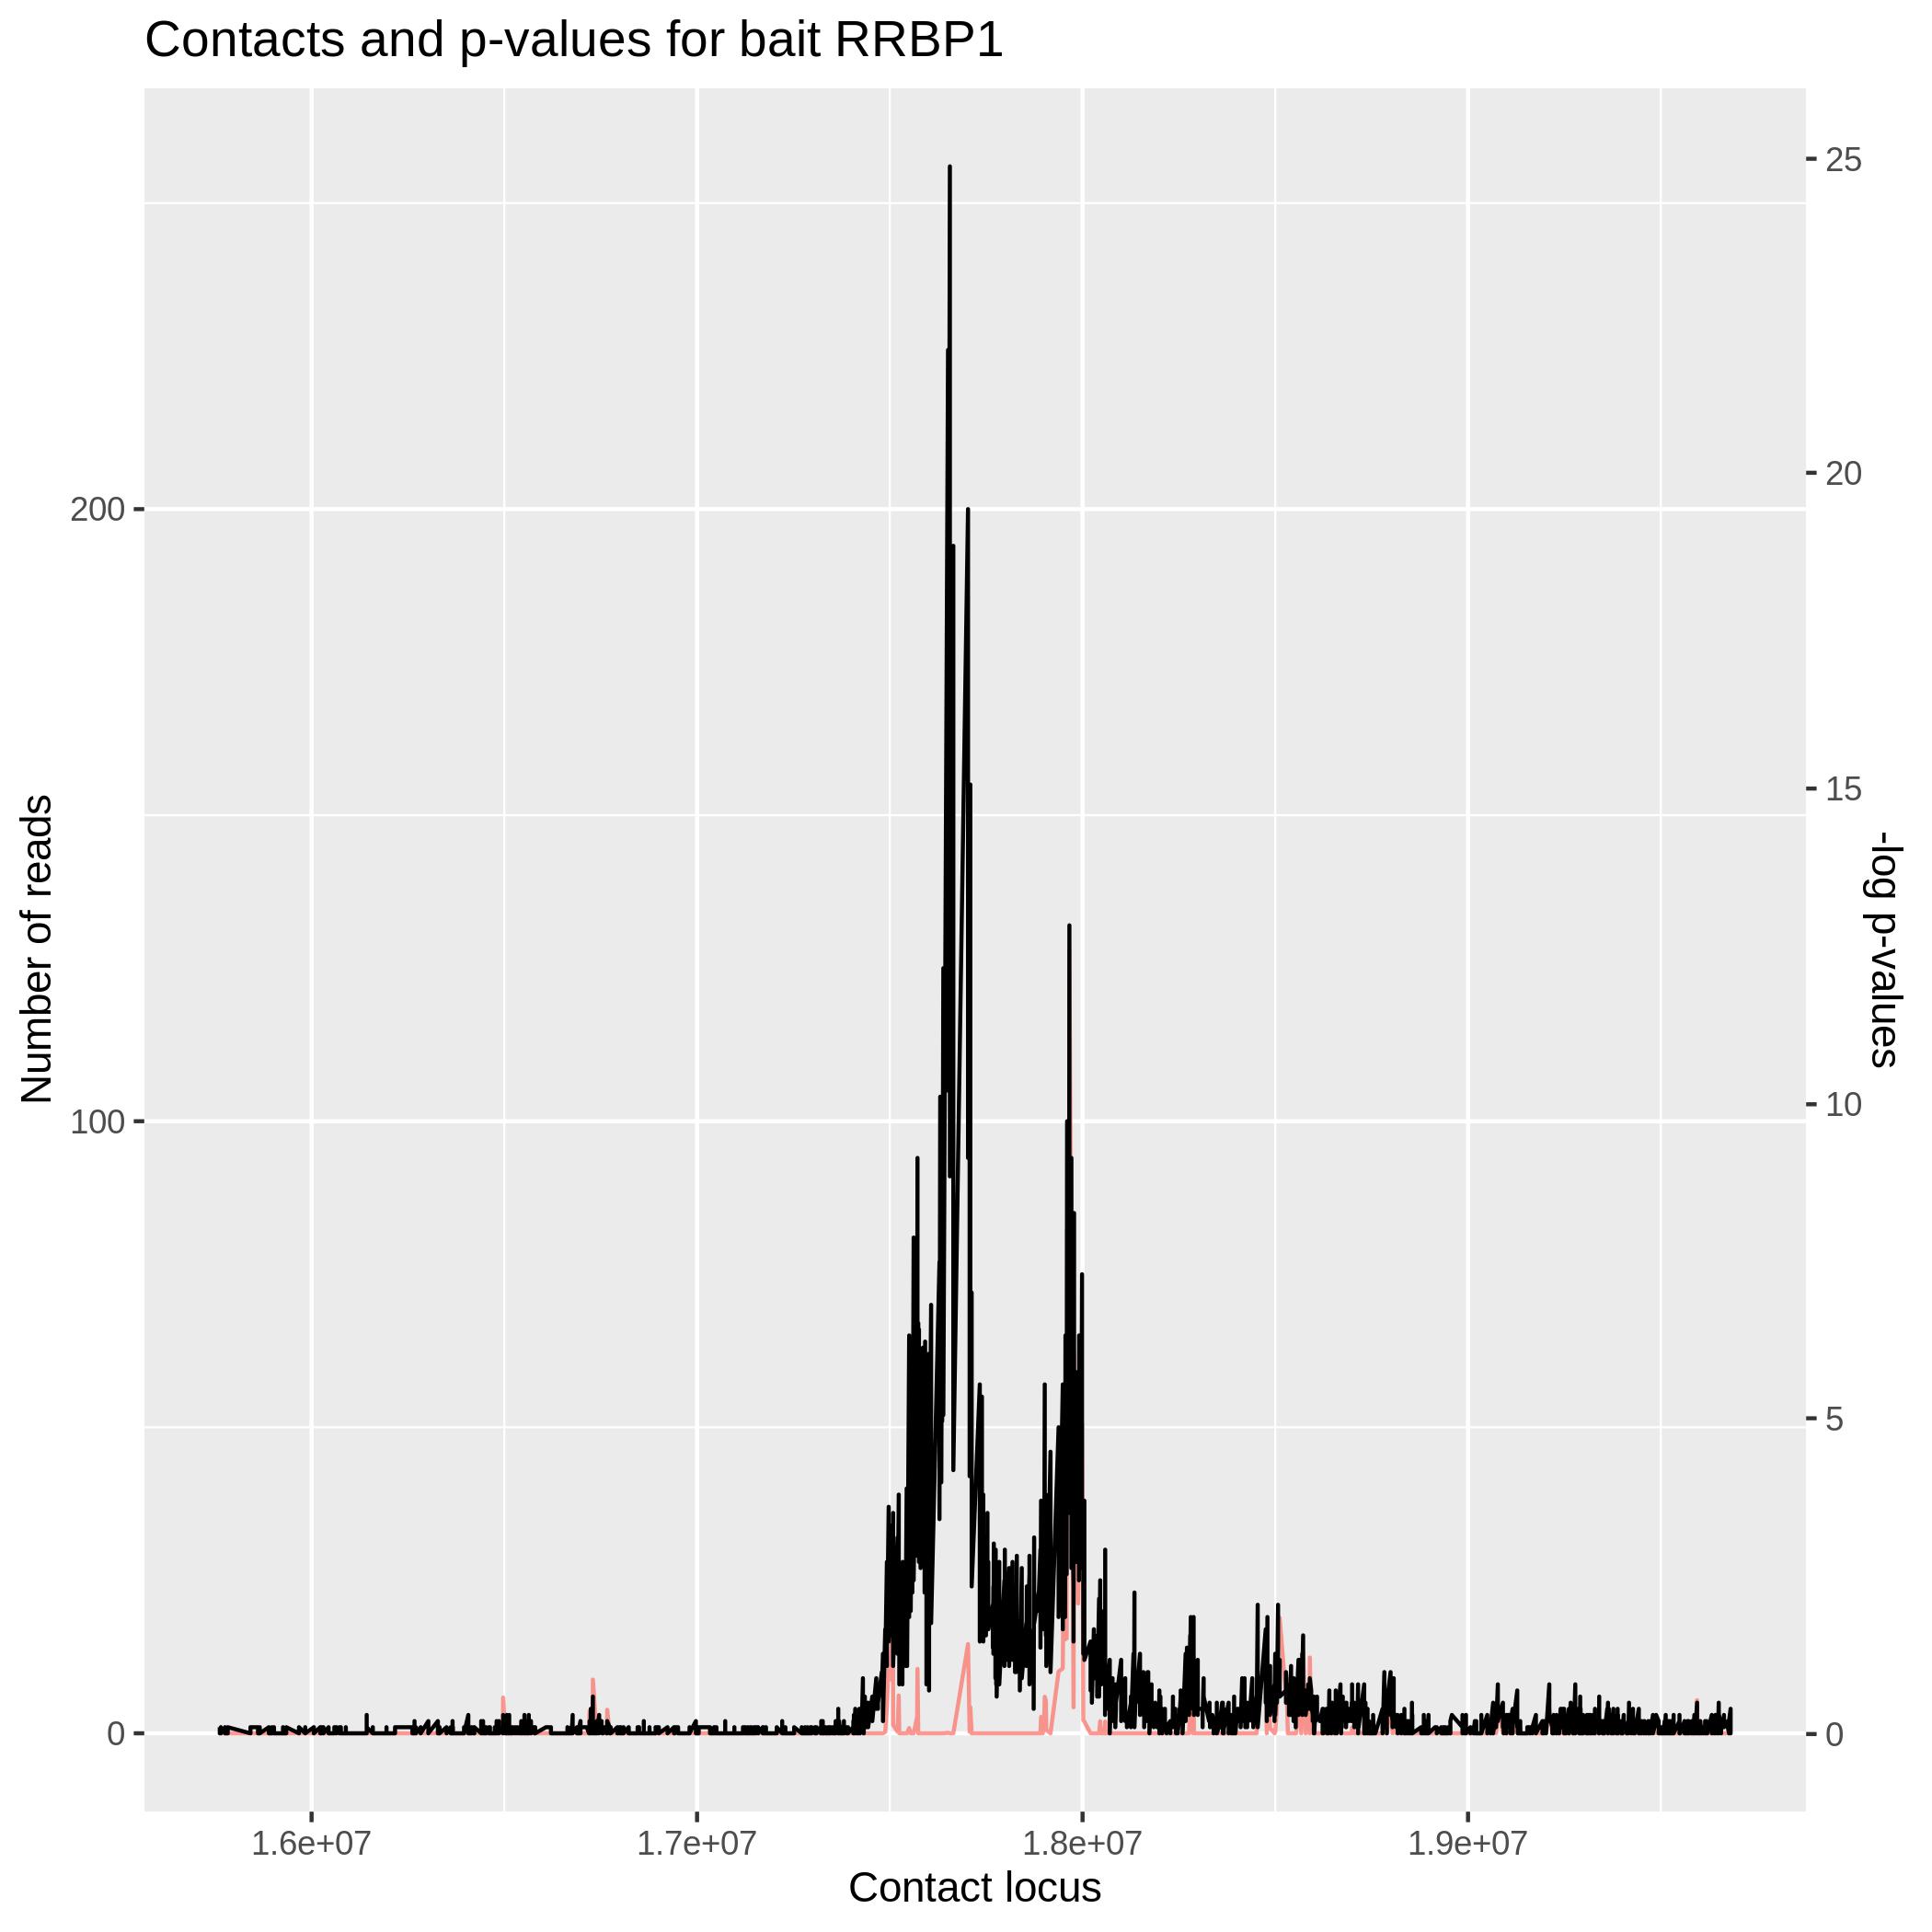 Contacts and p-values for bait RRBP1
25
20
200
15
Number of reads
-log p-values
100
10
5
0
0
1.6e+07
1.7e+07
1.8e+07
1.9e+07
Contact locus